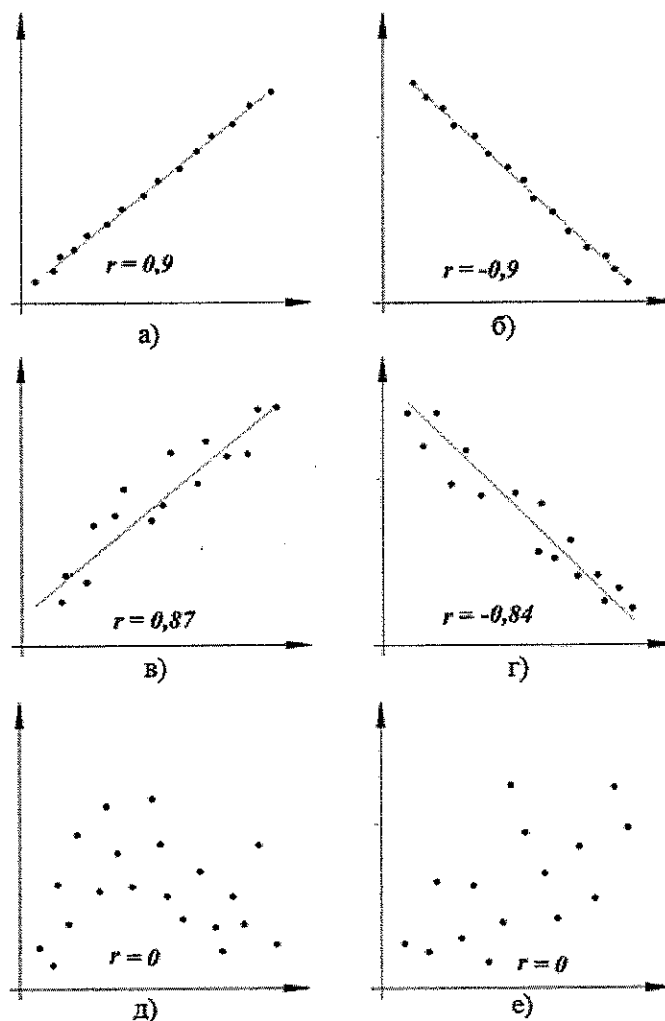 r = 0,9
r = -0,9
а)
б)
r = 0,87
r = -0,84
в)
г)
r = 0
r = 0
д)
е)